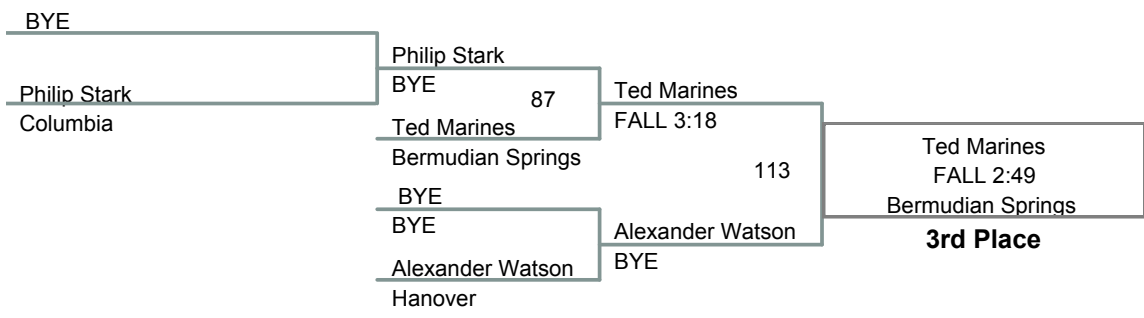 BYE
Philip Stark
Columbia
Philip Stark
BYE
87
Ted Marines
Bermudian Springs
BYE
BYE
Alexander Watson
Hanover
Ted Marines
FALL 3:18
113
Alexander Watson
BYE
Ted Marines
FALL 2:49
Bermudian Springs
3rd Place